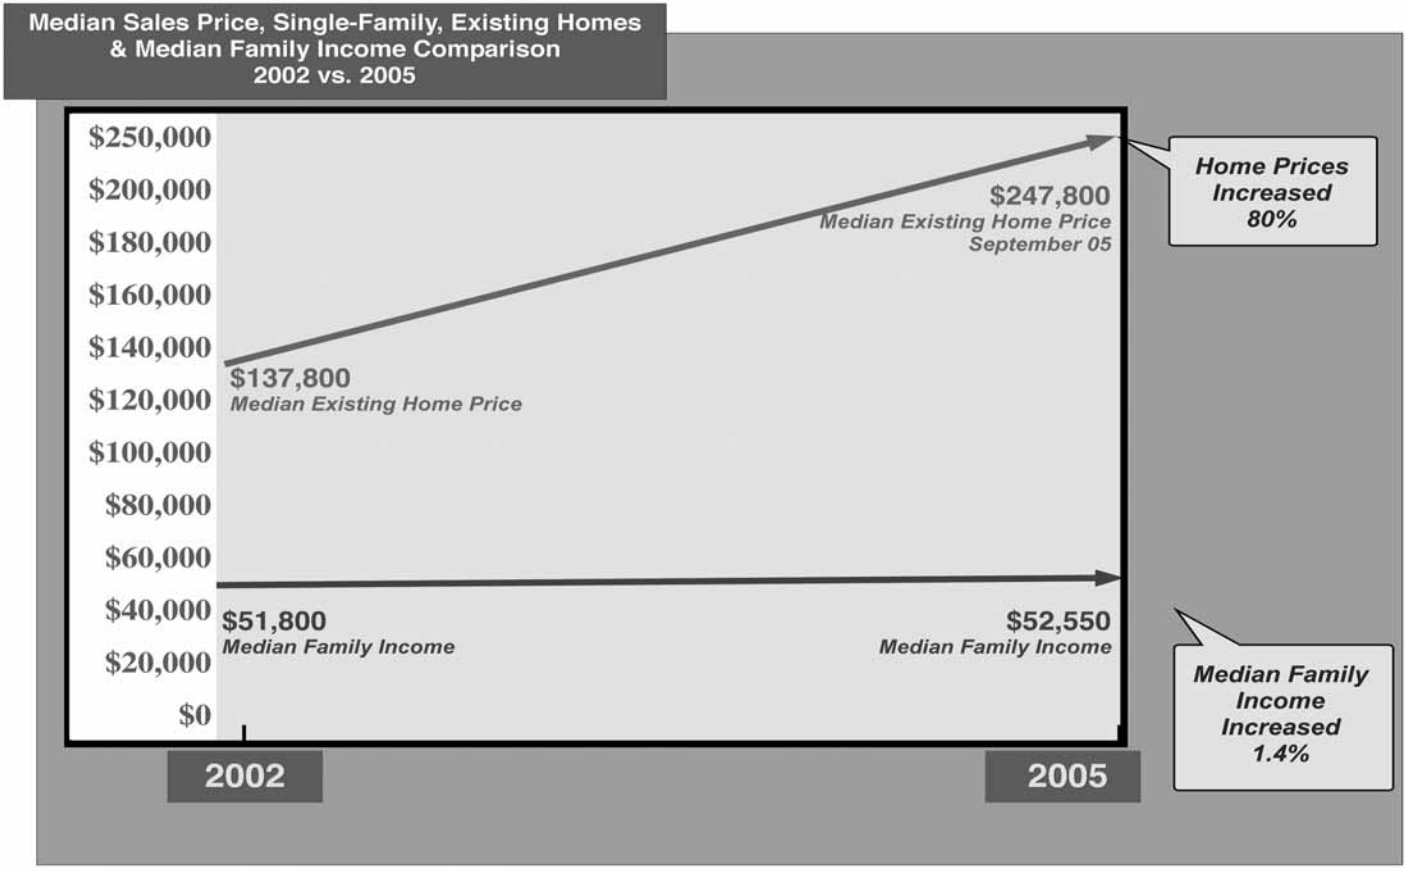 Median Sales Price, Single-Family, Existing Homes
& Median Family Income Comparison
2002 vs. 2005
$250,000
$200,000
$180,000
$160,000
$140,000
$120,000
$100,000
$80,000
$60,000
$40,000
$20,000
$0
$247,800
Median Existing Home Price
September 05
$137,800
Median Existing Home Price
$51,800
Median Family Income
$52,550
Median Family Income
2002
2005
Home Prices
Increased
80%
Median Family
Income
Increased
1.4%